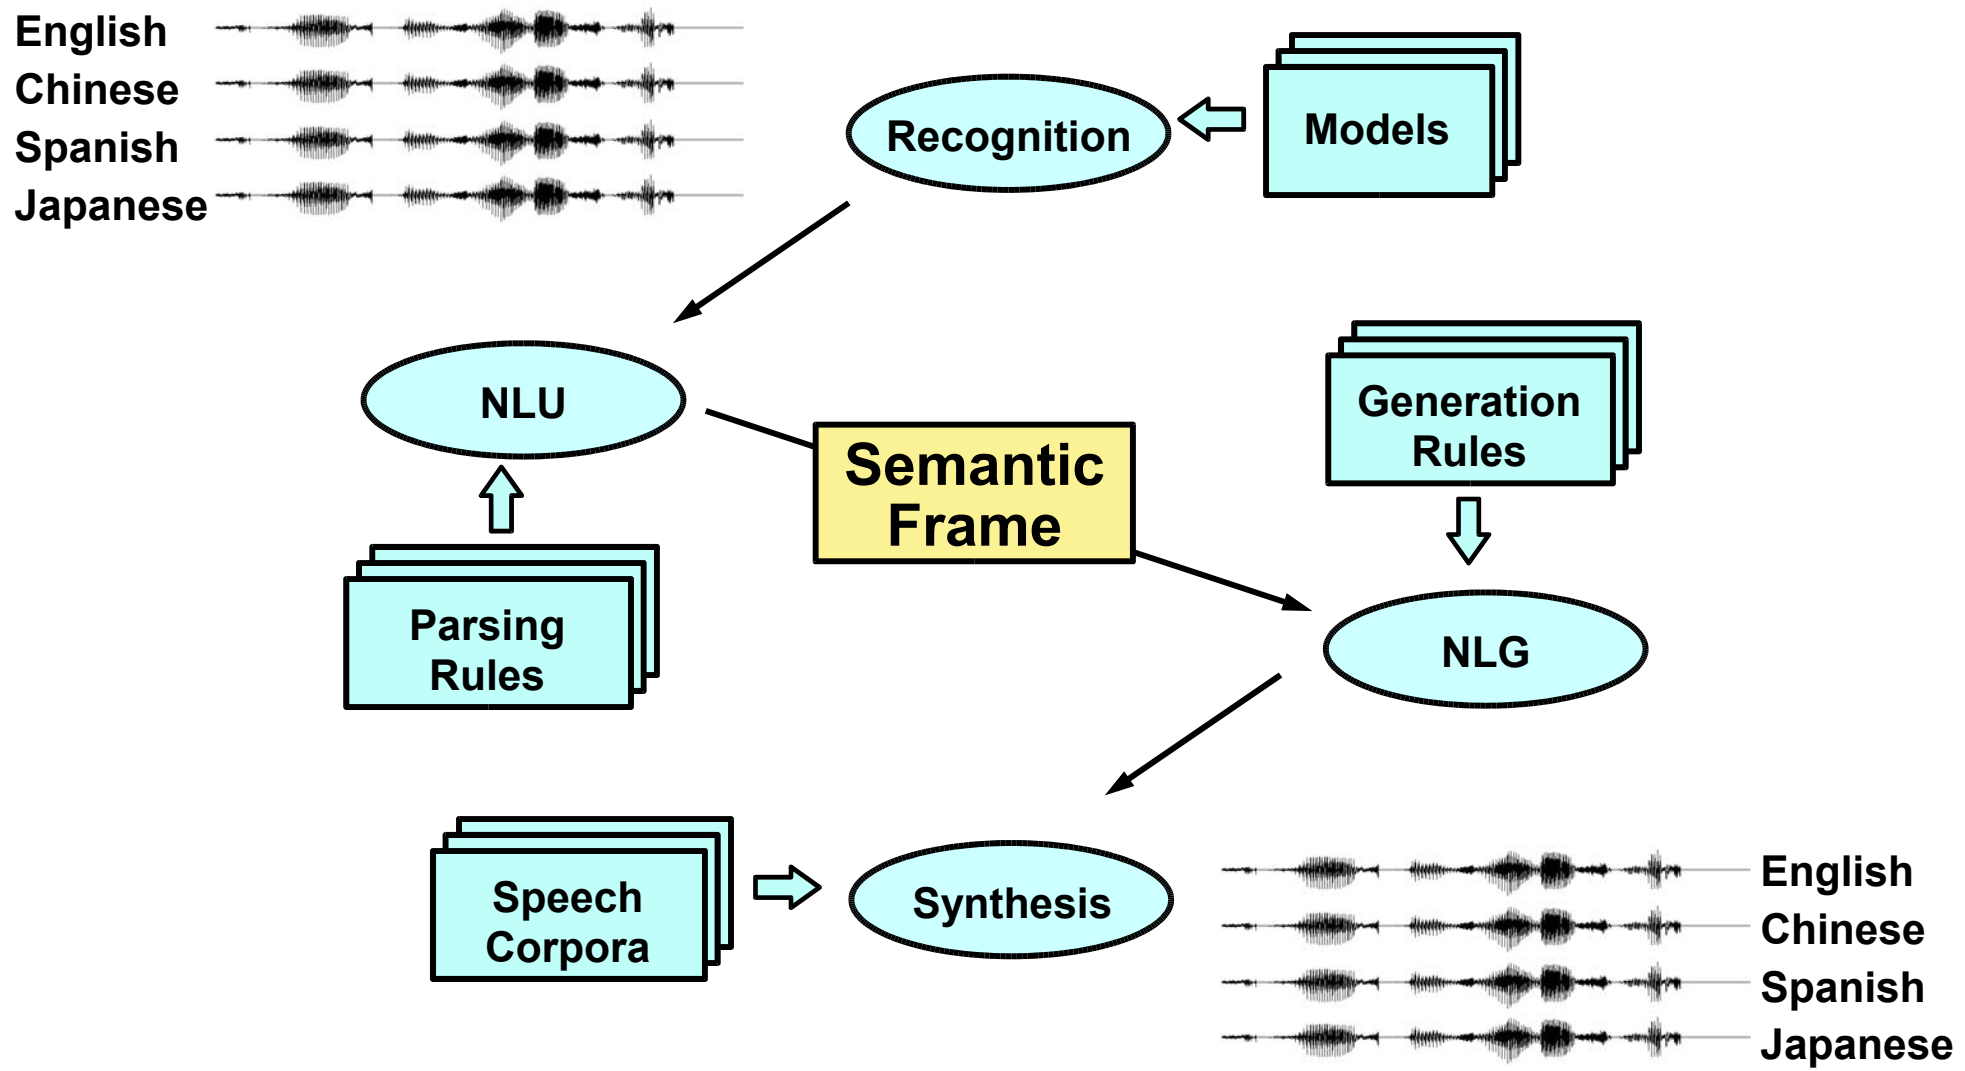 English
Chinese
Spanish
Japanese
Recognition
Models
NLU
Semantic
Frame
Generation
Rules
Parsing
Rules
NLG
Speech
Corpora
Synthesis
English
Chinese
Spanish
Japanese